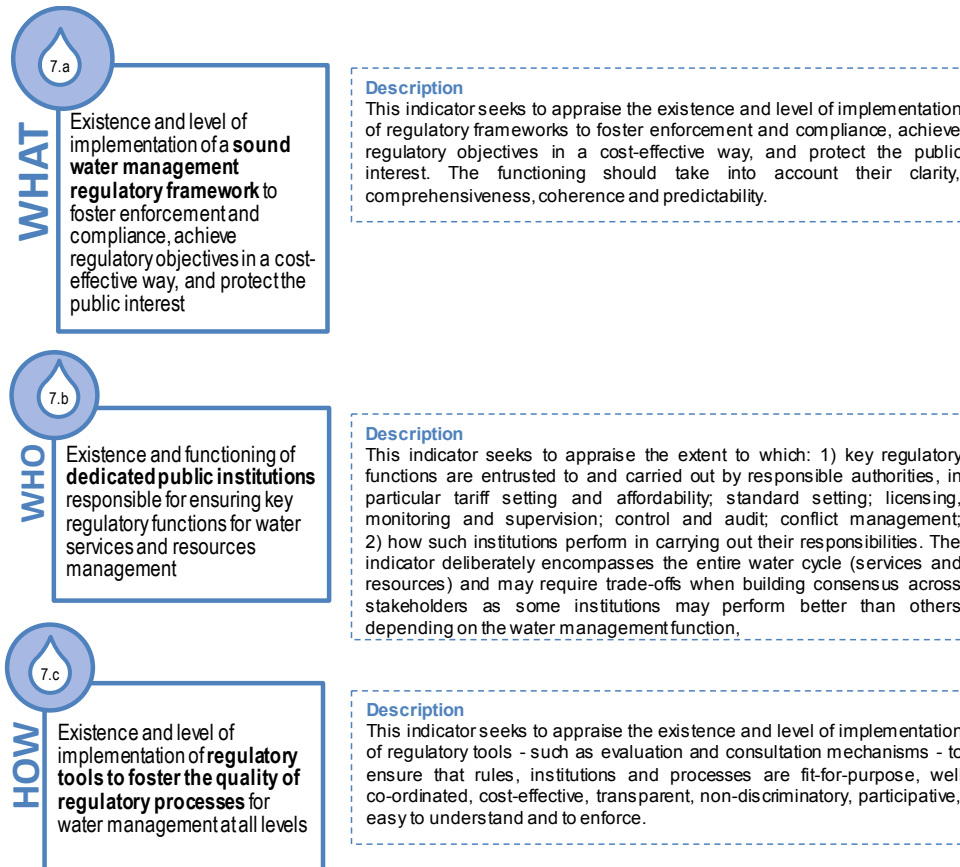 7.a
WHAT
Existence and level of
implementation of a sound
water management
regulatory framework to
foster enforcement and
compliance, achieve
regulatory objectives in a cost-
effective way, and protect the
public interest
Description
This indicator seeks to appraise the existence and level of implementation
of regulatory frameworks to foster enforcement and compliance, achieve
regulatory objectives in a cost-effective way, and protect the public
interest. The functioning should take into account their clarity,
comprehensiveness, coherence and predictability.
7.b
WHO
Existence and functioning of
dedicated public institutions
responsible for ensuring key
regulatory functions for water
services and resources
management
Description
This indicator seeks to appraise the extent to which: 1) key regulatory
functions are entrusted to and carried out by responsible authorities, in
particular tariff setting and affordability; standard setting; licensing,
monitoring and supervision; control and audit; conflict management;
2) how such institutions perform in carrying out their responsibilities. The
indicator deliberately encompasses the entire water cycle (services and
resources) and may require trade-offs when building consensus across
stakeholders as some institutions may perform better than others
depending on the water management function,
7.c
HOW
Existence and level of
implementation of regulatory
tools to foster the quality of
regulatory processes for
water management at all levels
Description
This indicator seeks to appraise the existence and level of implementation
of regulatory tools - such as evaluation and consultation mechanisms - to
ensure that rules, institutions and processes are fit-for-purpose, well
co-ordinated, cost-effective, transparent, non-discriminatory, participative,
easy to understand and to enforce.